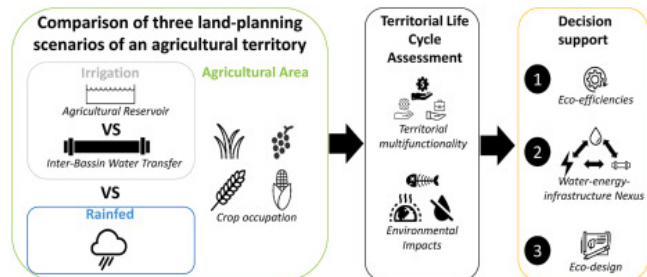 Comparison of three land-planning
scenarios of an agricultural territory
Irrigation
Agricultural Reservoir
VS
Inter-Bassin Water Transfer
VS
Rainfed
Agricultural Area
Crop occupation
Territorial Life
Cycle
Assessment
Territorial
multifunctionality
Environmental
Impacts
Decision
support
1
Eco-efficiencies
2
Water-energy-
infrastructure Nexus
3
Eco-design